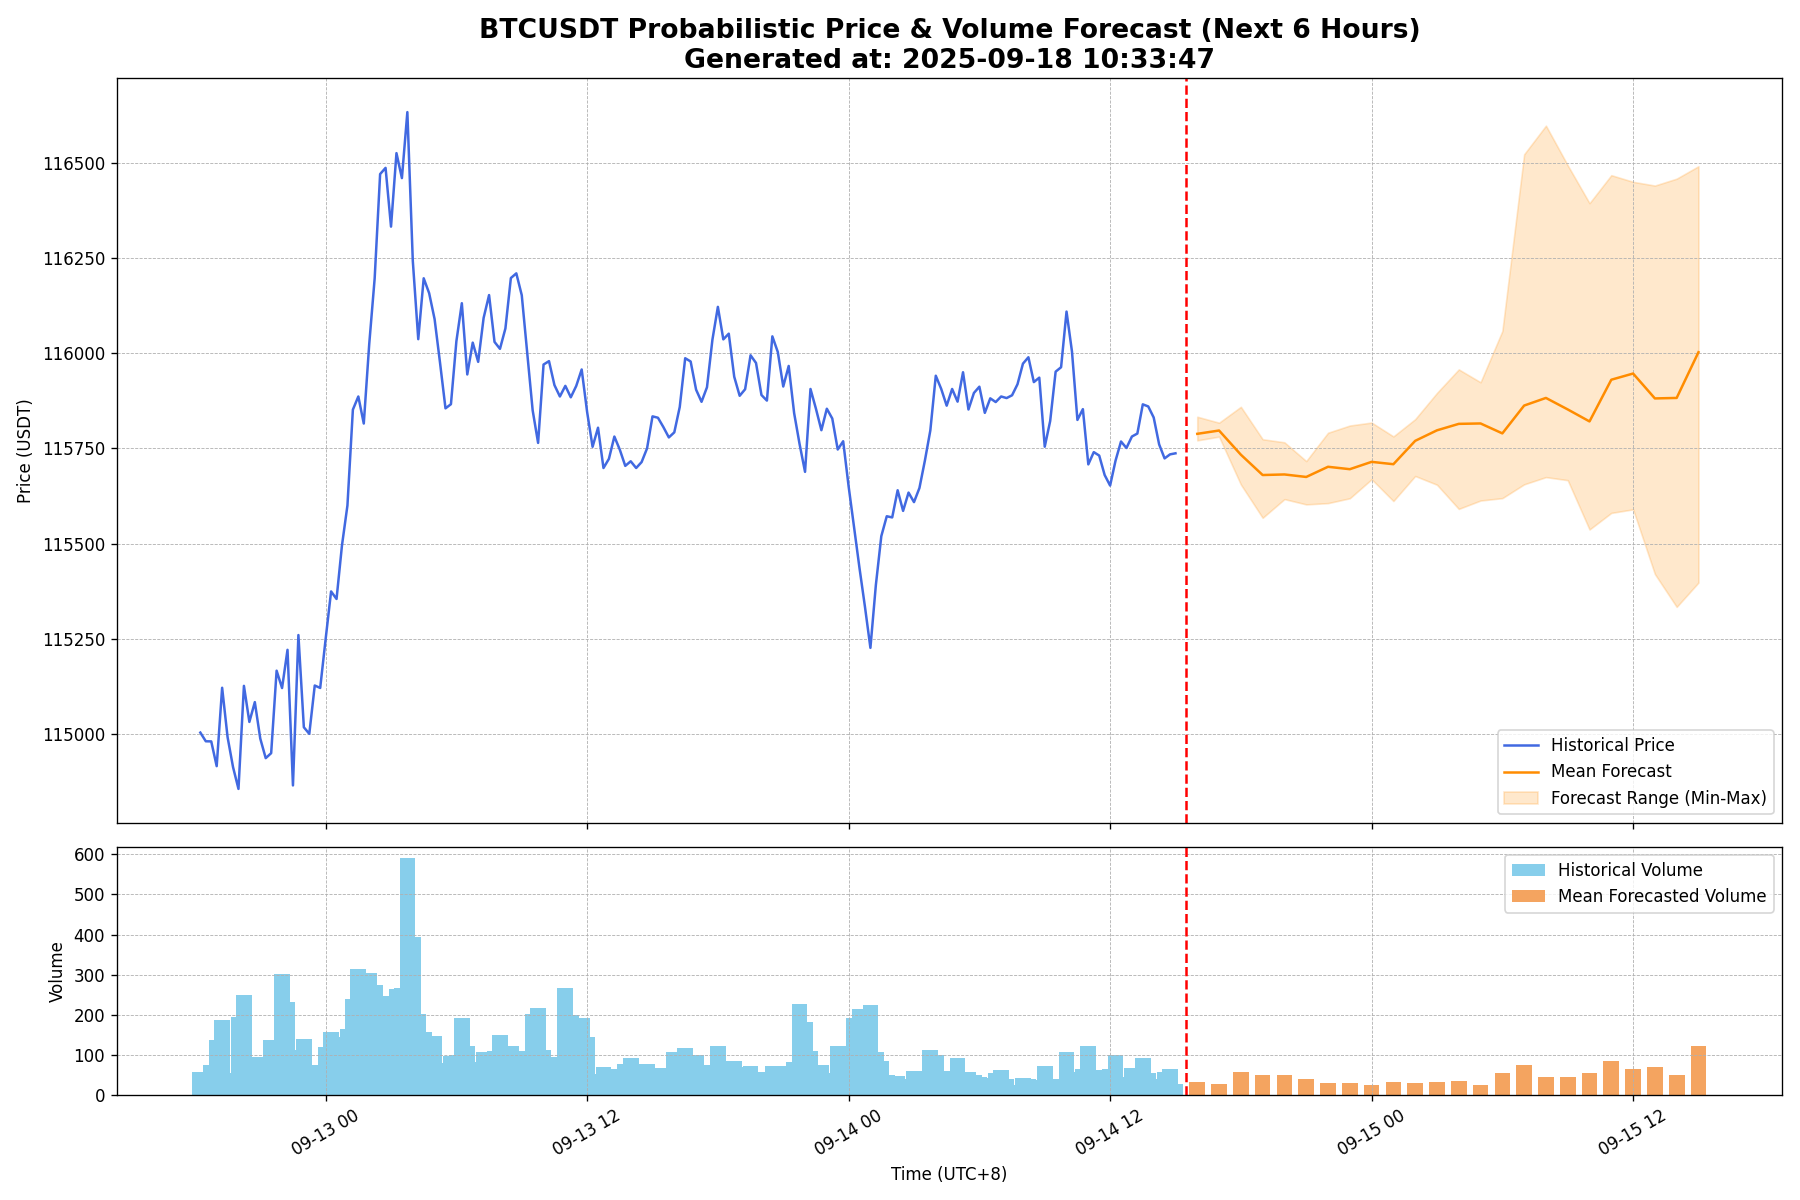 BTCUSDT Probabilistic Price & Volume Forecast (Next 6 Hours)
Generated at: 2025-09-18 10:33:47
Price (USDT)
116500
116250
116000
115750
115500
115250
115000
Historical Price
Mean Forecast
Forecast Range (Min-Max)
Volume
600
500
400
300
200
100
0
Historical Volume
Mean Forecasted Volume
09-13 00
09-13 12
09-14 00
09-14 12
09-15 00
09-15 12
Time (UTC+8)